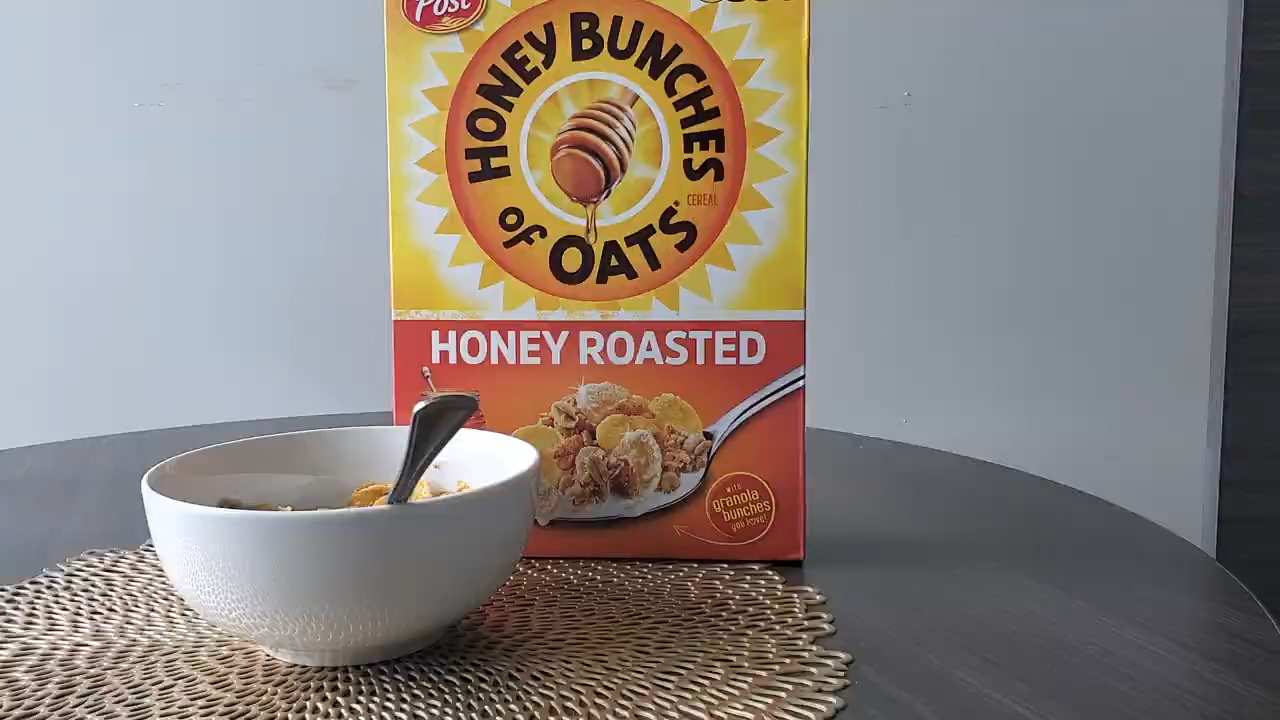 Post
HONEY BUNCHES
of OATS®
CEREAL
HONEY ROASTED
with
granola
bunches
you love!